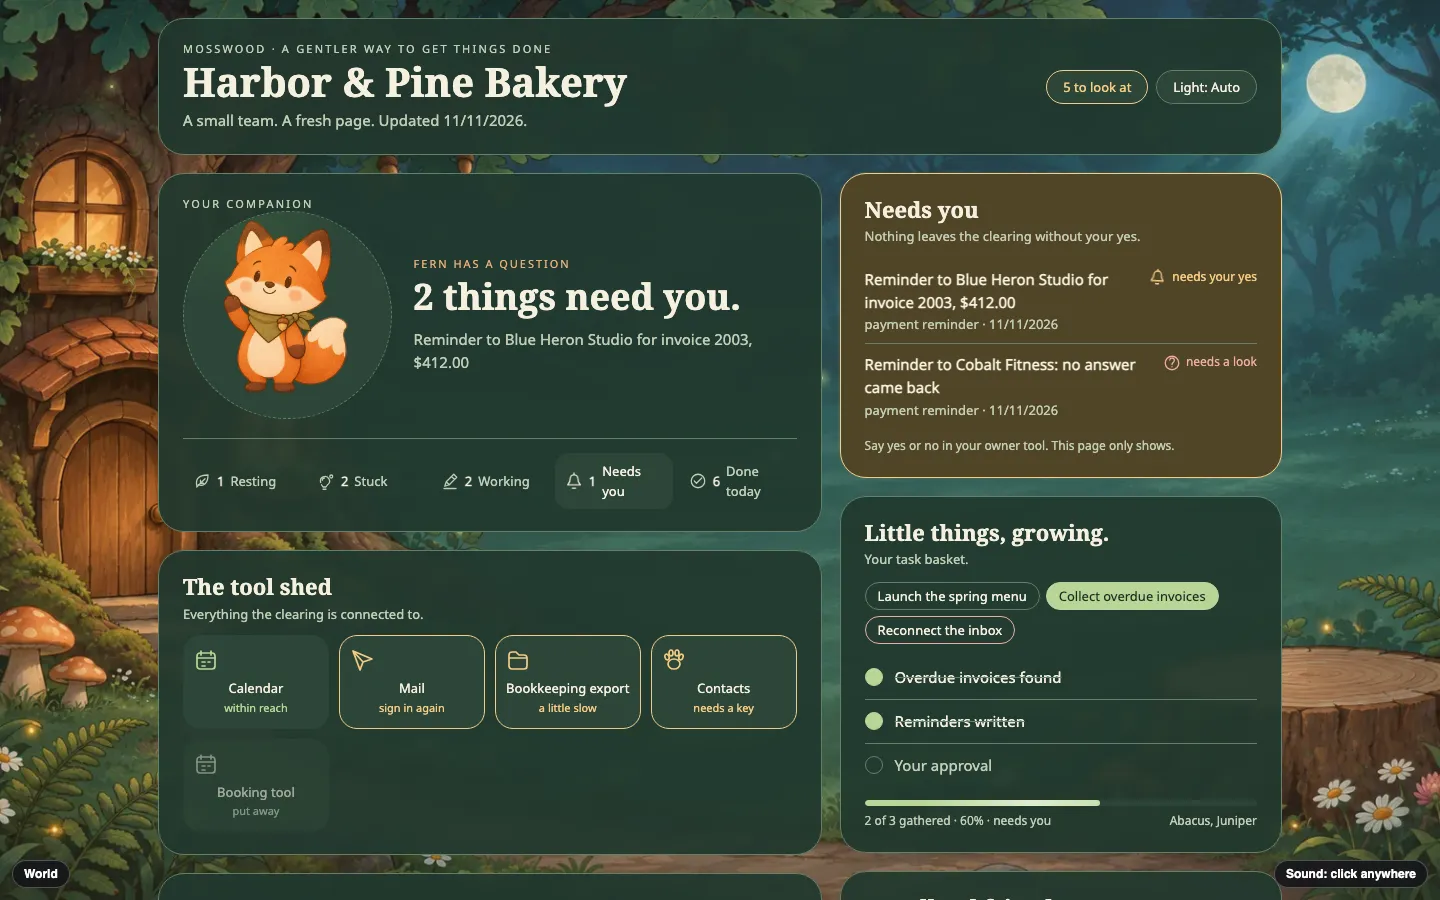 MOSSWOOD · A GENTLER WAY TO GET THINGS DONE
Harbor & Pine Bakery
A small team. A fresh page. Updated 11/11/2026.
5 to look at
Light: Auto
YOUR COMPANION
FERN HAS A QUESTION
2 things need you.
Reminder to Blue Heron Studio for invoice 2003,
$412.00
1 Resting
2 Stuck
2 Working
1 Needs you
6 Done today
Needs you
Nothing leaves the clearing without your yes.
Reminder to Blue Heron Studio for
invoice 2003, $412.00
needs your yes
payment reminder · 11/11/2026
Reminder to Cobalt Fitness: no answer
came back
needs a look
payment reminder · 11/11/2026
Say yes or no in your owner tool. This page only shows.
The tool shed
Everything the clearing is connected to.
Calendar
within reach
Mail
sign in again
Bookkeeping export
a little slow
Contacts
needs a key
Booking tool
put away
Little things, growing.
Your task basket.
Launch the spring menu
Collect overdue invoices
Reconnect the inbox
Overdue invoices found
Reminders written
Your approval
2 of 3 gathered · 60% · needs you
Abacus, Juniper
World
Sound: click anywhere